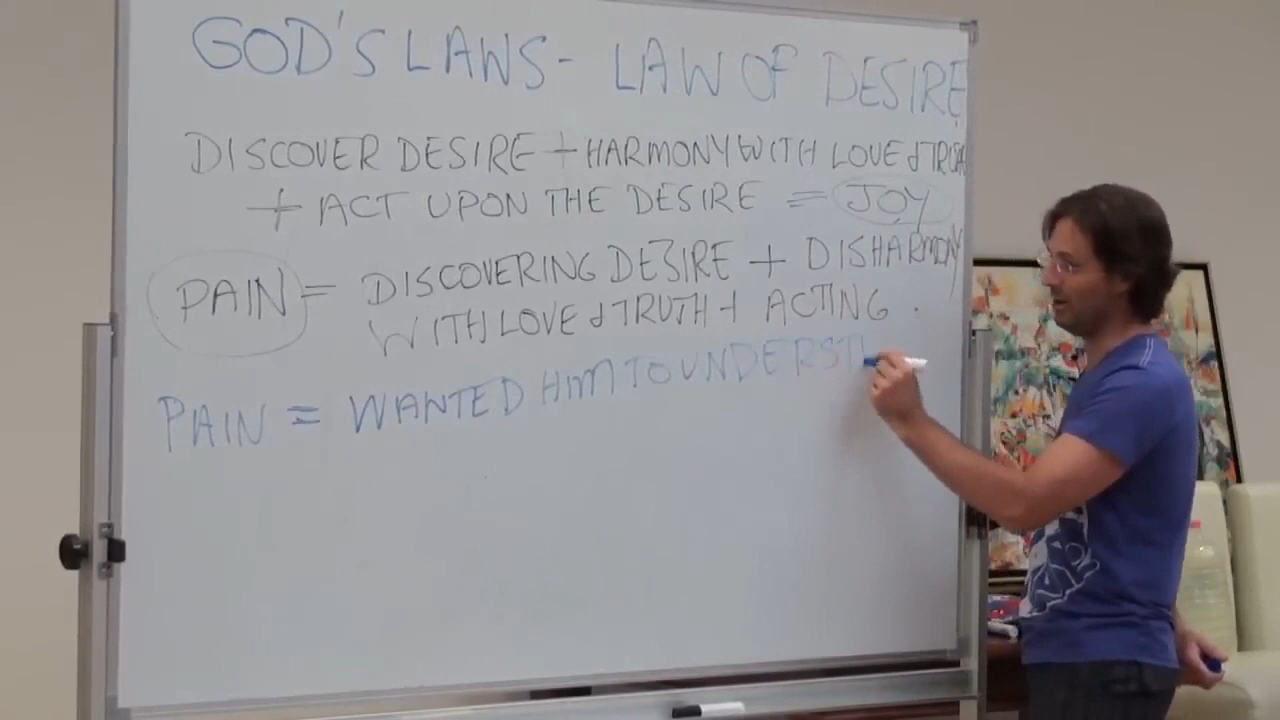 GOD'S LAWS - LAW OF DESIRE
DISCOVER DESIRE + HARMONY WITH LOVE &
+ ACT UPON THE DESIRE = JOY
PAIN = DISCOVERING DESIRE + DISHARMONY
WITH LOVE & TRUTH + ACTING.
PAIN = WANTED HIM TO UNDERST